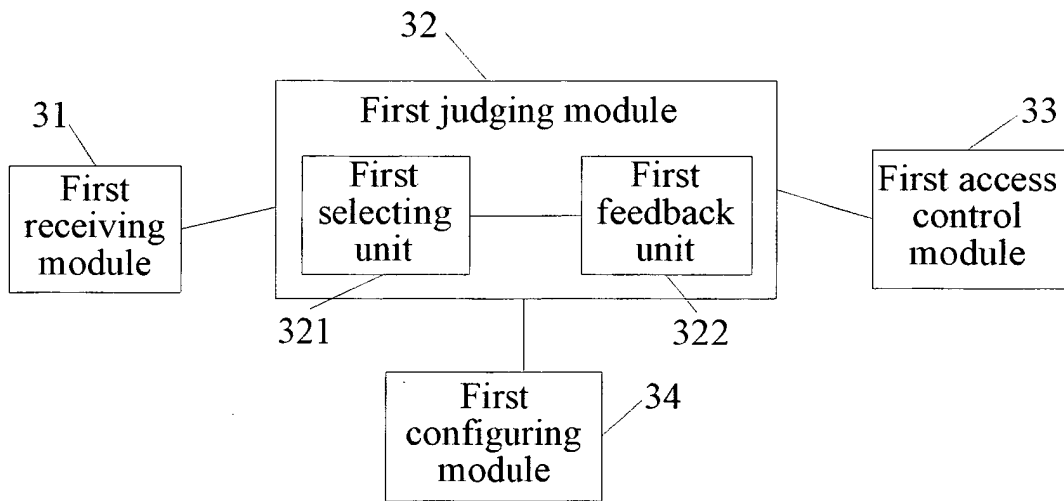 32
First judging module
31
33
First
receiving
module
First
selecting
unit
First
feedback
unit
First access
control
module
321
322
First
configuring
module
34